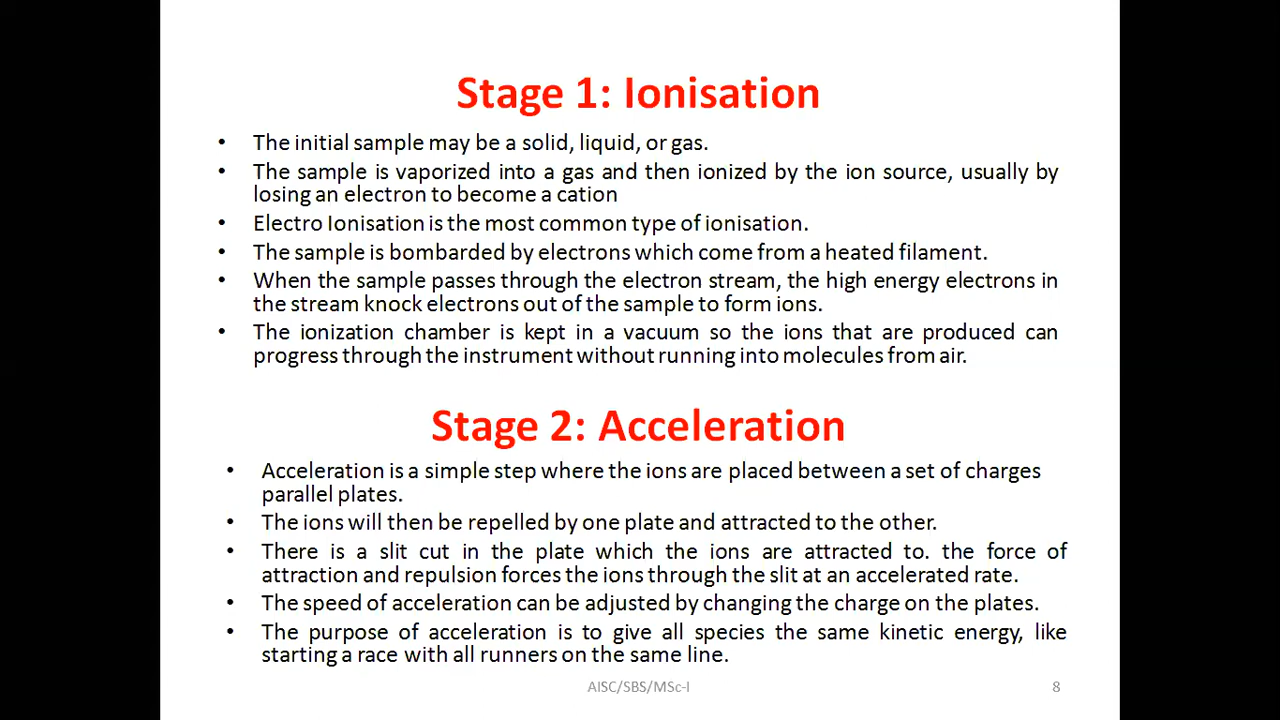 Stage 1: Ionisation
• The initial sample may be a solid, liquid, or gas.
• The sample is vaporized into a gas and then ionized by the ion source, usually by
losing an electron to become a cation
• Electro Ionisation is the most common type of ionisation.
• The sample is bombarded by electrons which come from a heated filament.
• When the sample passes through the electron stream, the high energy electrons in
the stream knock electrons out of the sample to form ions.
• The ionization chamber is kept in a vacuum so the ions that are produced can
progress through the instrument without running into molecules from air.
Stage 2: Acceleration
• Acceleration is a simple step where the ions are placed between a set of charges
parallel plates.
• The ions will then be repelled by one plate and attracted to the other.
• There is a slit cut in the plate which the ions are attracted to. the force of
attraction and repulsion forces the ions through the slit at an accelerated rate.
• The speed of acceleration can be adjusted by changing the charge on the plates.
• The purpose of acceleration is to give all species the same kinetic energy, like
starting a race with all runners on the same line.
AISC/SBS/MSc-I
8